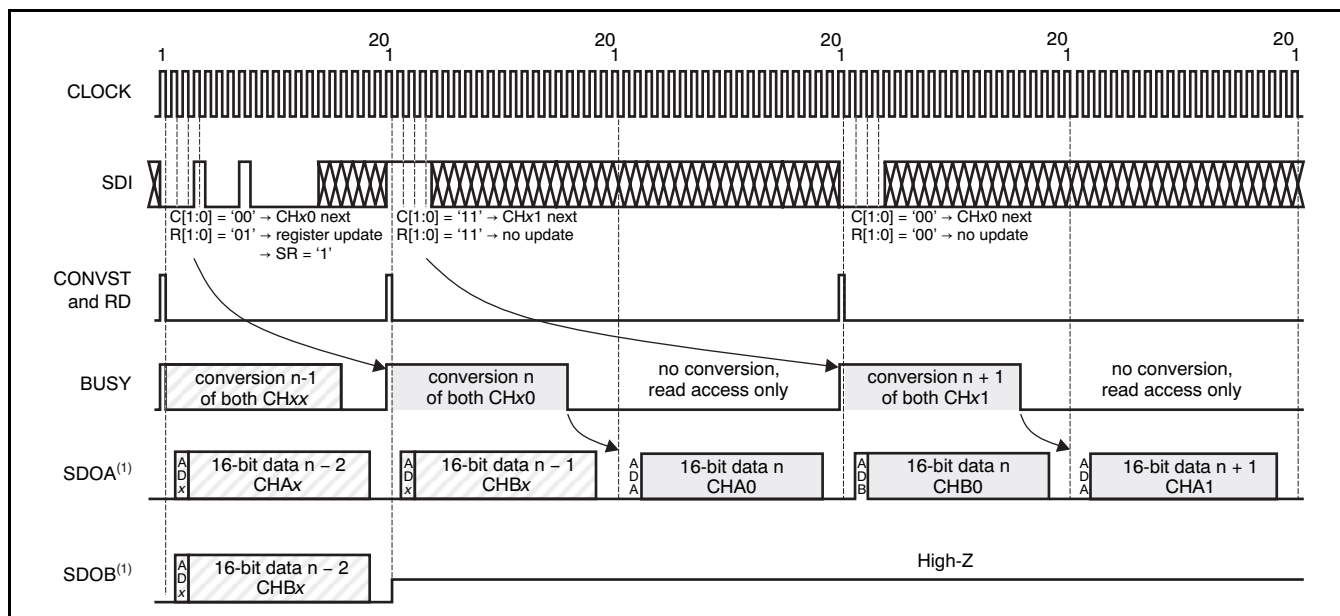 1 20 1 20 1 20 1 20 1 20 1
CLOCK
SDI
C[1:0] = ‘00’ → CHx0 next
R[1:0] = ‘01’ → register update
→ SR = ‘1’
C[1:0] = ‘11’ → CHx1 next
R[1:0] = ‘11’ → no update
C[1:0] = ‘00’ → CHx0 next
R[1:0] = ‘00’ → no update
CONVST
and RD
BUSY
conversion n-1
of both CHxx
conversion n
of both CHx0
no conversion,
read access only
conversion n + 1
of both CHx1
no conversion,
read access only
SDOA(1)
ADx
16-bit data n − 2
CHAx
ADx
16-bit data n − 1
CHBx
ADA
16-bit data n
CHA0
ADB
16-bit data n
CHB0
ADA
16-bit data n + 1
CHA1
SDOB(1)
ADx
16-bit data n − 2
CHBx
High-Z